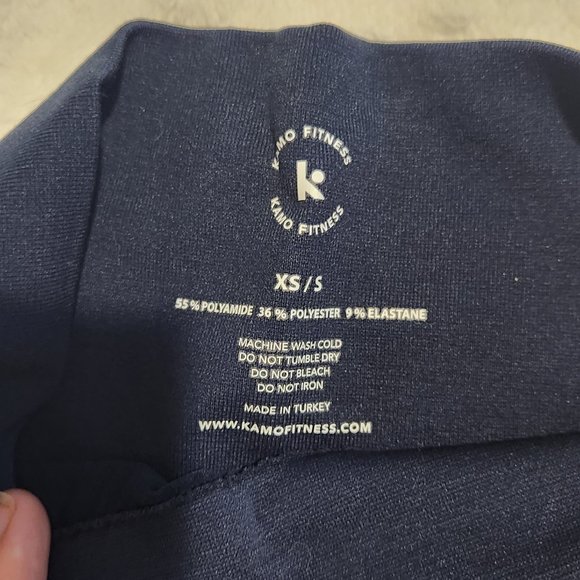 KAMO FITNESS
k
KAMO FITNESS
XS/S
55% POLYAMIDE 36 % POLYESTER 9% ELASTANE
MACHINE WASH COLD
DO NOT TUMBLE DRY
DO NOT BLEACH
DO NOT IRON
MADE IN TURKEY
WWW.KAMOFITNESS.COM